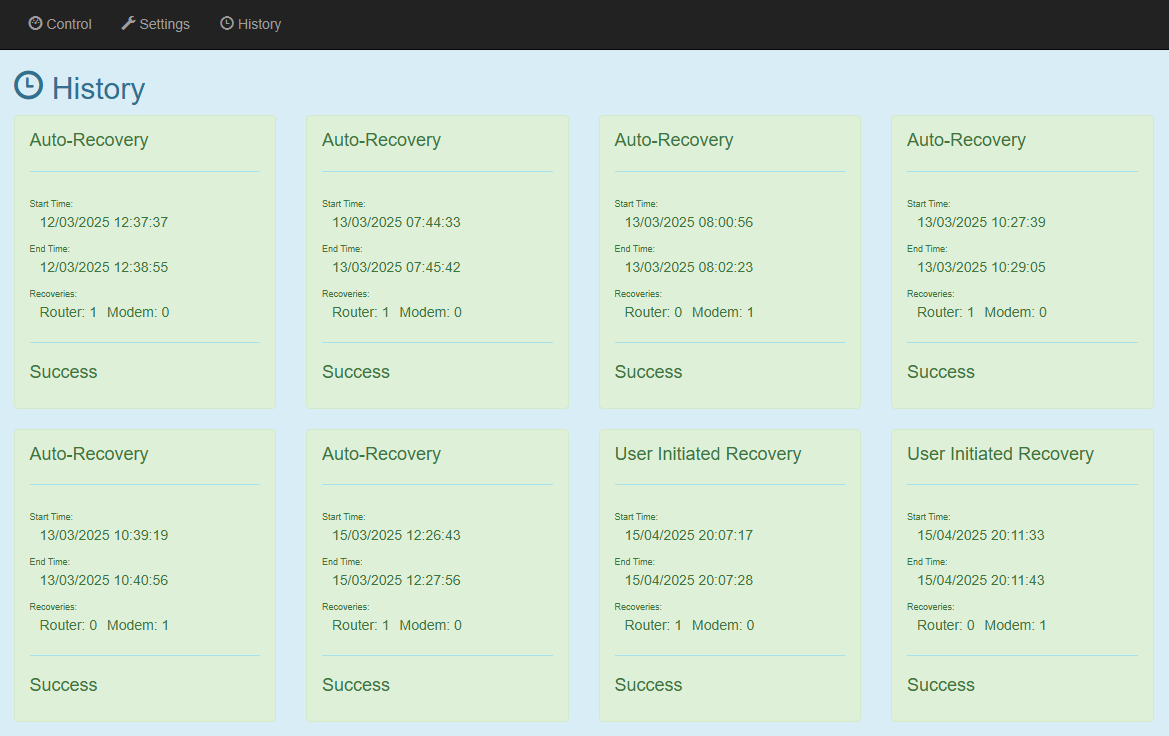 Control Settings History
History
Auto-Recovery
Start Time:
12/03/2025 12:37:37
End Time:
12/03/2025 12:38:55
Recoveries:
Router: 1 Modem: 0
Success
Auto-Recovery
Start Time:
13/03/2025 07:44:33
End Time:
13/03/2025 07:45:42
Recoveries:
Router: 1 Modem: 0
Success
Auto-Recovery
Start Time:
13/03/2025 08:00:56
End Time:
13/03/2025 08:02:23
Recoveries:
Router: 0 Modem: 1
Success
Auto-Recovery
Start Time:
13/03/2025 10:27:39
End Time:
13/03/2025 10:29:05
Recoveries:
Router: 1 Modem: 0
Success
Auto-Recovery
Start Time:
13/03/2025 10:39:19
End Time:
13/03/2025 10:40:56
Recoveries:
Router: 0 Modem: 1
Success
Auto-Recovery
Start Time:
15/03/2025 12:26:43
End Time:
15/03/2025 12:27:56
Recoveries:
Router: 1 Modem: 0
Success
User Initiated Recovery
Start Time:
15/04/2025 20:07:17
End Time:
15/04/2025 20:07:28
Recoveries:
Router: 1 Modem: 0
Success
User Initiated Recovery
Start Time:
15/04/2025 20:11:33
End Time:
15/04/2025 20:11:43
Recoveries:
Router: 0 Modem: 1
Success